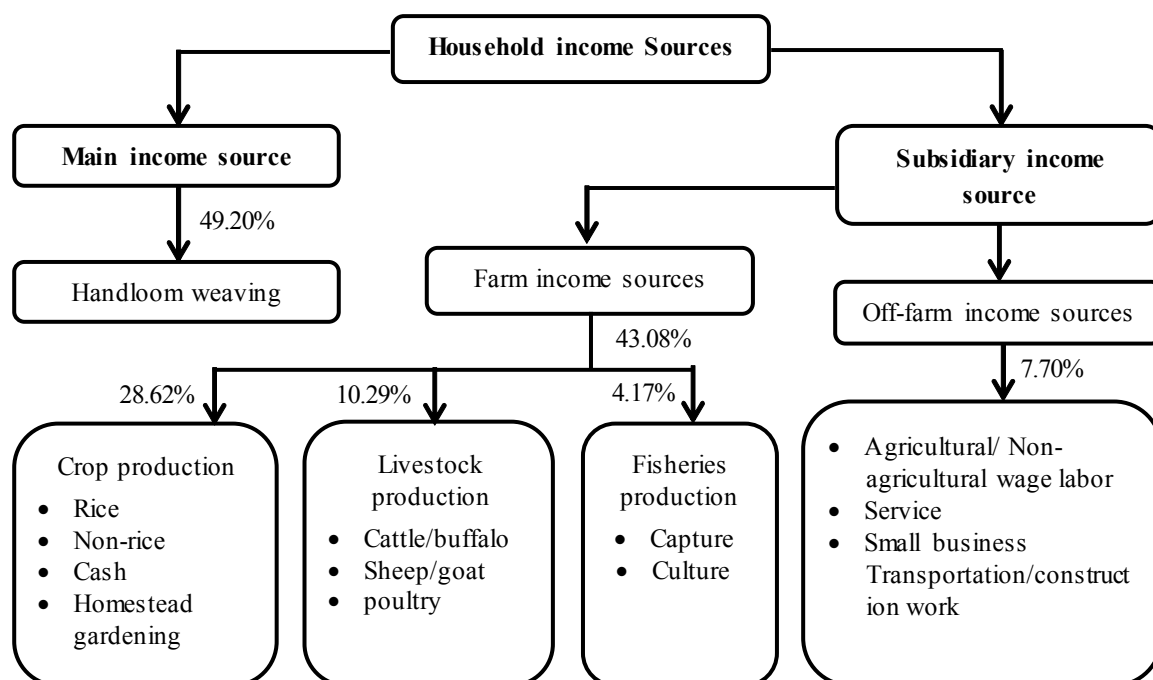 Household income Sources
Main income source
Subsidiary income
source
49.20%
Handloom weaving
Farm income sources
Off-farm income sources
43.08%
7.70%
28.62%
10.29%
4.17%
Crop production
• Rice
• Non-rice
• Cash
• Homestead
gardening
Livestock
production
• Cattle/buffalo
• Sheep/goat
• poultry
Fisheries
production
• Capture
• Culture
• Agricultural/ Non-
agricultural wage labor
• Service
• Small business
Transportation/construct
ion work